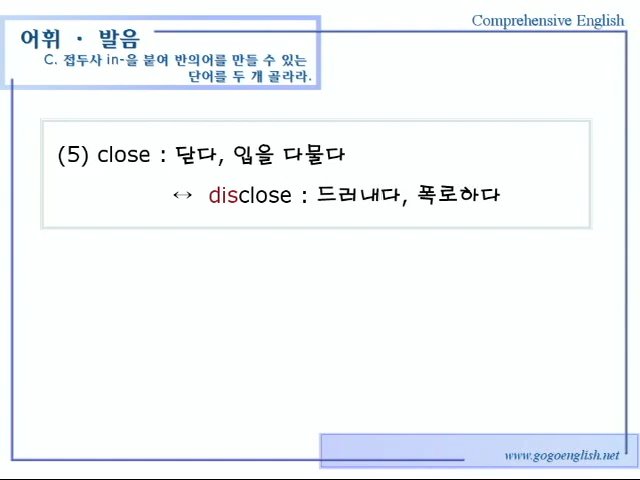 Comprehensive English
어휘 · 발음
C. 접두사 in-을 붙여 반의어를 만들 수 있는
단어를 두 개 골라라.
(5) close : 닫다, 입을 다물다
↔ disclose : 드러내다, 폭로하다
www.gogoenglish.net